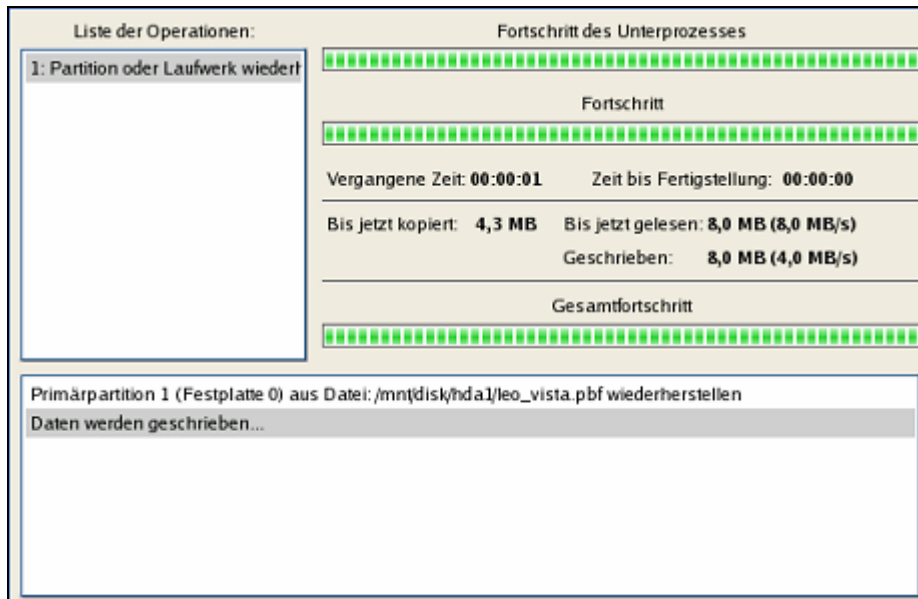 Liste der Operationen:
1: Partition oder Laufwerk wiederh
Fortschritt des Unterprozesses
Fortschritt
Vergangene Zeit: 00:00:01 Zeit bis Fertigstellung: 00:00:00
Bis jetzt kopiert: 4,3 MB Bis jetzt gelesen: 8,0 MB (8,0 MB/s)
Geschrieben: 8,0 MB (4,0 MB/s)
Gesamtfortschritt
Primärpartition 1 (Festplatte 0) aus Datei: /mnt/disk/hda1/leo_vista.pbf wiederherstellen
Daten werden geschrieben...